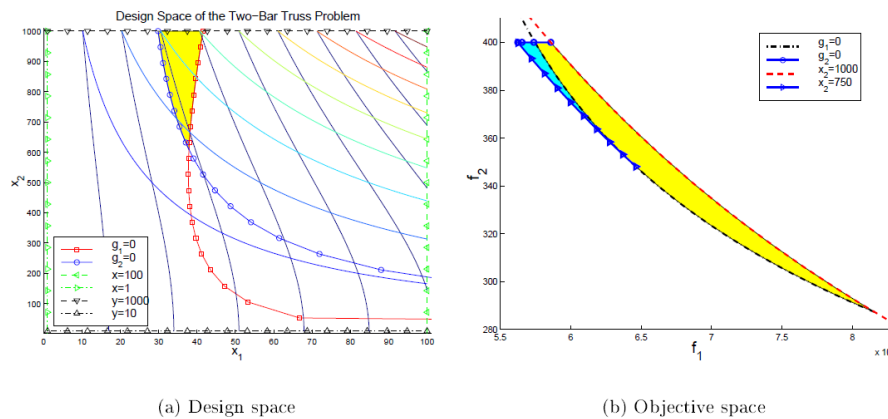 Design Space of the Two-Bar Truss Problem
1000
900
800
700
600
500
400
300
200
100
x2
g1=0
g2=0
x=100
x=1
y=1000
y=10
0
10
20
30
40
50
60
70
80
90
100
x1
(a) Design space
400
380
360
340
320
300
280
f2
g1=0
g2=0
x2=1000
x2=750
5.5
6
6.5
7
7.5
8
f1
(b) Objective space